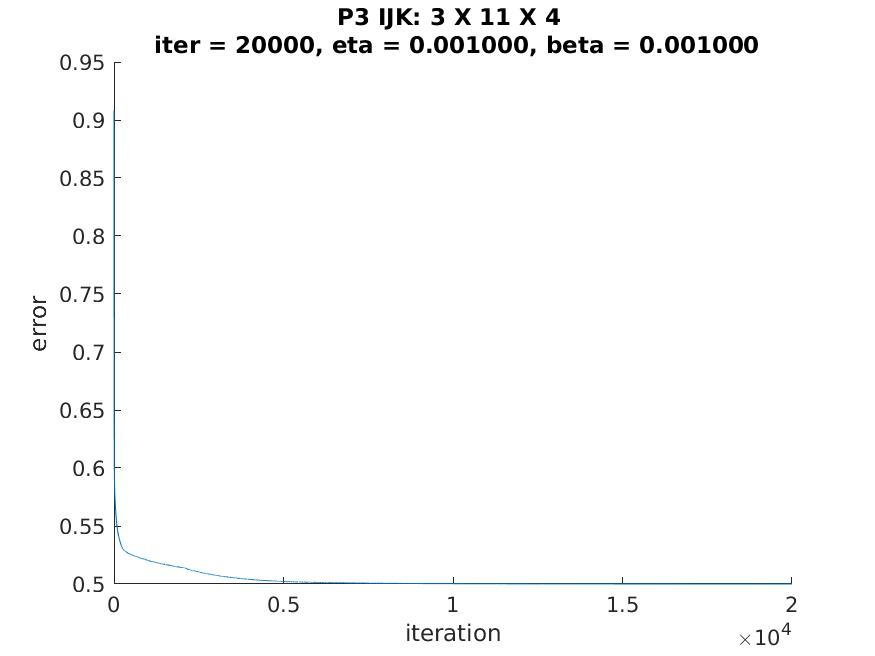 P3 IJK: 3 X 11 X 4
iter = 20000, eta = 0.001000, beta = 0.001000
0.95
0.9
0.85
0.8
0.75
0.7
0.65
0.6
0.55
0.5
error
0 0.5 1 1.5 2
iteration
×10⁴